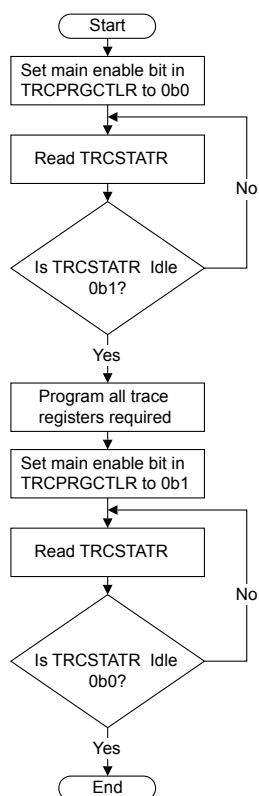 Start
Set main enable bit in
TRCPRGCTLR to 0b0
Read TRCSTATR
No
Is TRCSTATR Idle
0b1?
Yes
Program all trace
registers required
Set main enable bit in
TRCPRGCTLR to 0b1
Read TRCSTATR
No
Is TRCSTATR Idle
0b0?
Yes
End